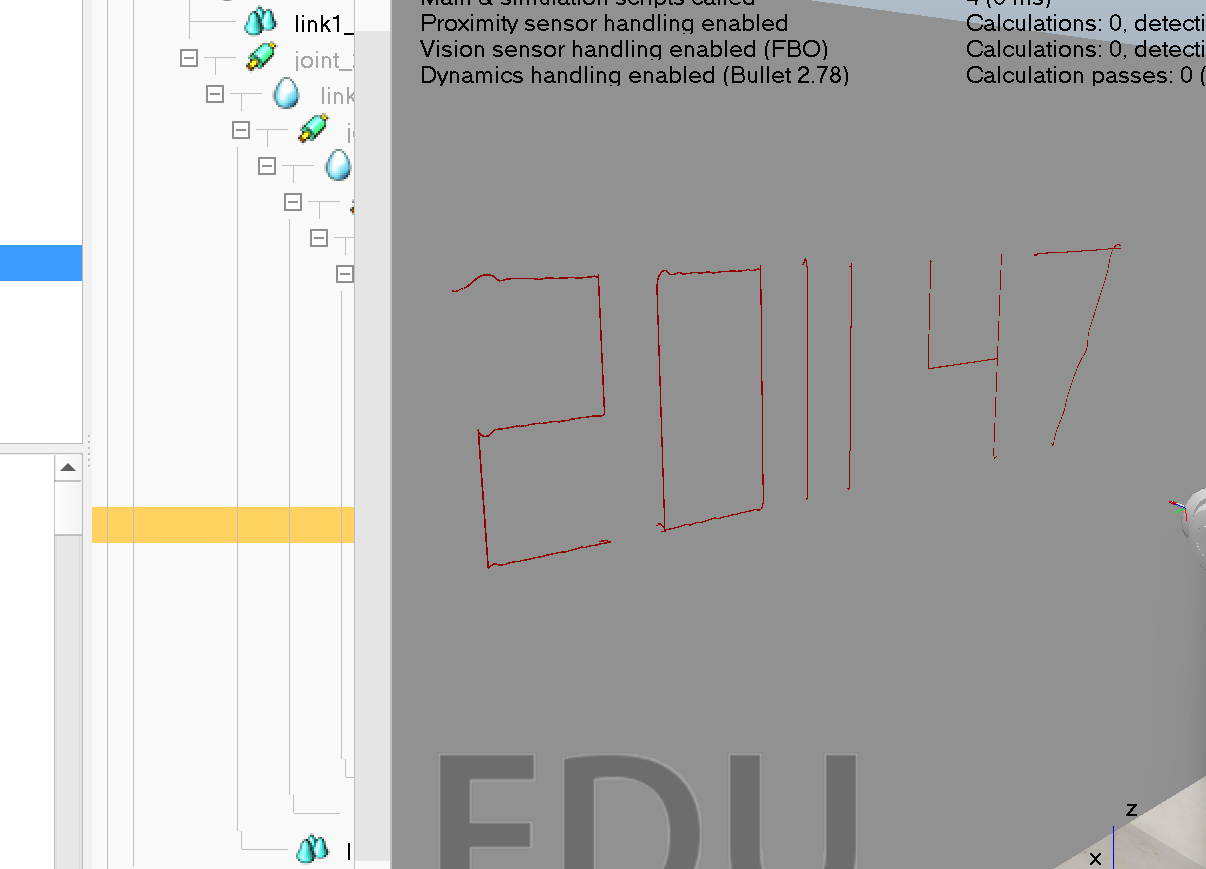 link1_
joint_
link
Main & simulation scripts called
4 (0 ms)
Proximity sensor handling enabled
Calculations: 0, detecti
Vision sensor handling enabled (FBO)
Calculations: 0, detecti
Dynamics handling enabled (Bullet 2.78)
Calculation passes: 0 (
201147
EDU
z
x
l